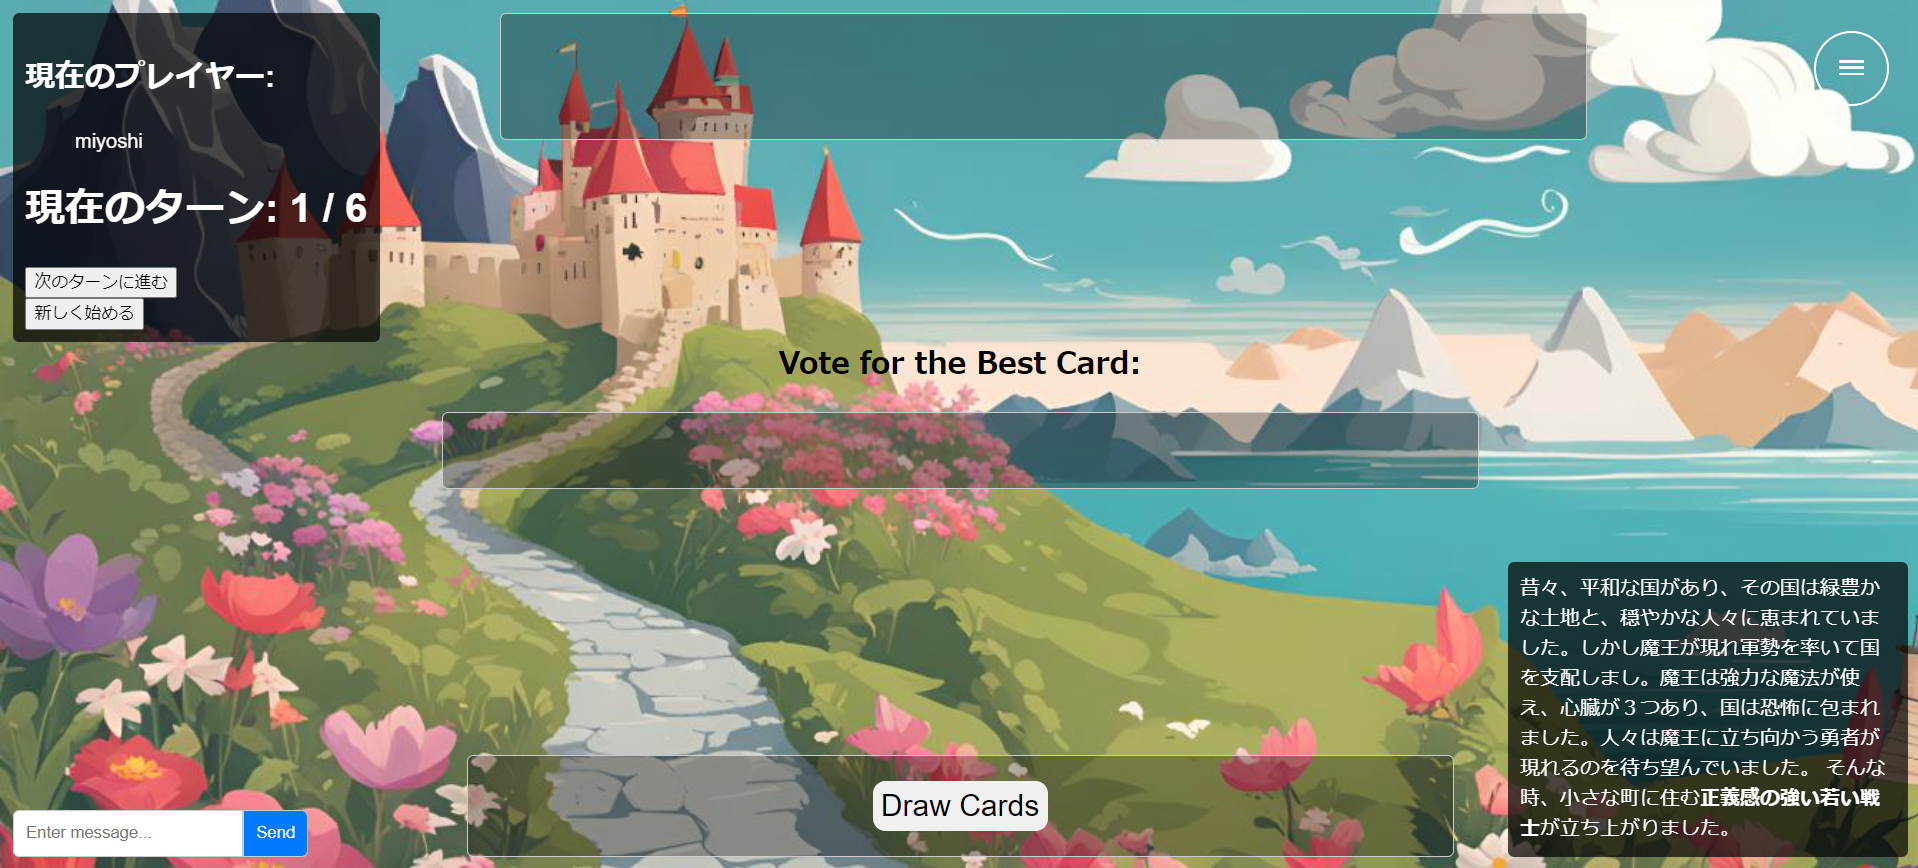 現在のプレイヤー:
miyoshi
現在のターン: 1 / 6
次のターンに進む
新しく始める
Vote for the Best Card:
昔々、平和な国があり、その国は緑豊か
な土地と、穏やかな人々に恵まれていま
した。しかし魔王が現れ軍勢を率いて国
を支配しまし。魔王は強力な魔法が使
え、心臓が３つあり、国は恐怖に包まれ
ました。人々は魔王に立ち向かう勇者が
現れるのを待ち望んでいました。 そんな
時、小さな町に住む正義感の強い若い戦
士が立ち上がりました。
Draw Cards
Enter message...
Send